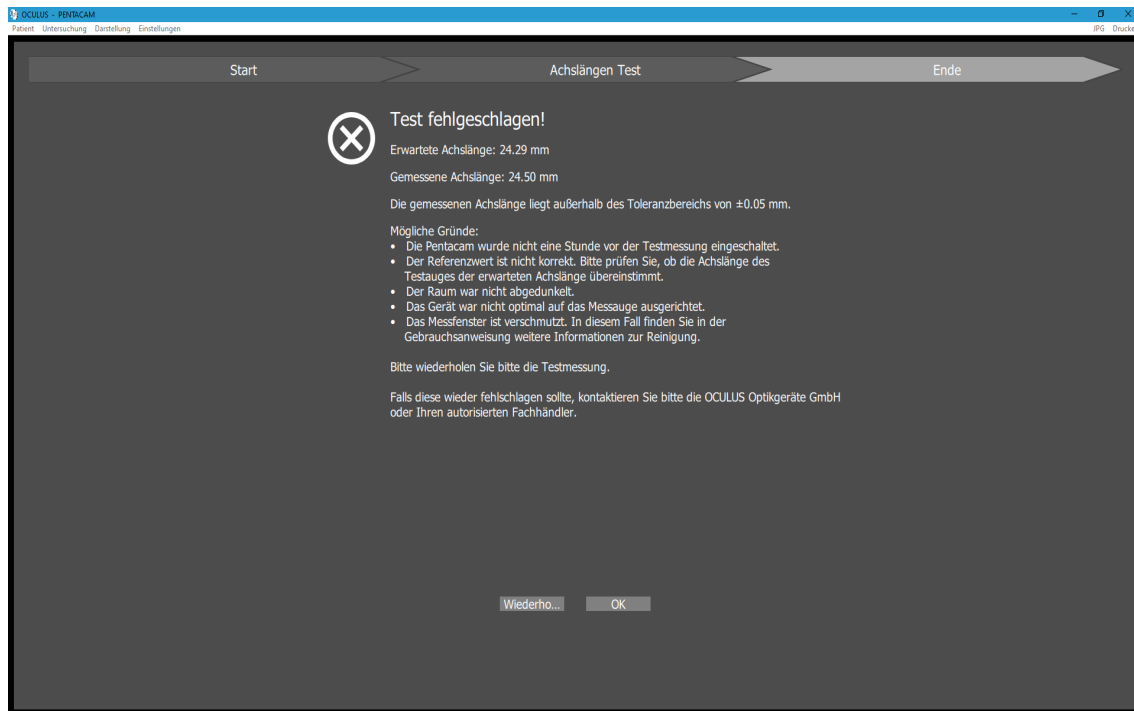 OCULUS - PENTACAM
Patient Untersuchung Darstellung Einstellungen JPG Drucke
Start Achslängen Test Ende
Test fehlgeschlagen!
Erwartete Achslänge: 24.29 mm
Gemessene Achslänge: 24.50 mm
Die gemessenen Achslänge liegt außerhalb des Toleranzbereichs von ±0.05 mm.
Mögliche Gründe:
• Die Pentacam wurde nicht eine Stunde vor der Testmessung eingeschaltet.
• Der Referenzwert ist nicht korrekt. Bitte prüfen Sie, ob die Achslänge des
Testauges der erwarteten Achslänge übereinstimmt.
• Der Raum war nicht abgedunkelt.
• Das Gerät war nicht optimal auf das Messauge ausgerichtet.
• Das Messfenster ist verschmutzt. In diesem Fall finden Sie in der
Gebrauchsanweisung weitere Informationen zur Reinigung.
Bitte wiederholen Sie bitte die Testmessung.
Falls diese wieder fehlschlagen sollte, kontaktieren Sie bitte die OCULUS Optikgeräte GmbH
oder Ihren autorisierten Fachhändler.
Wiederho... OK